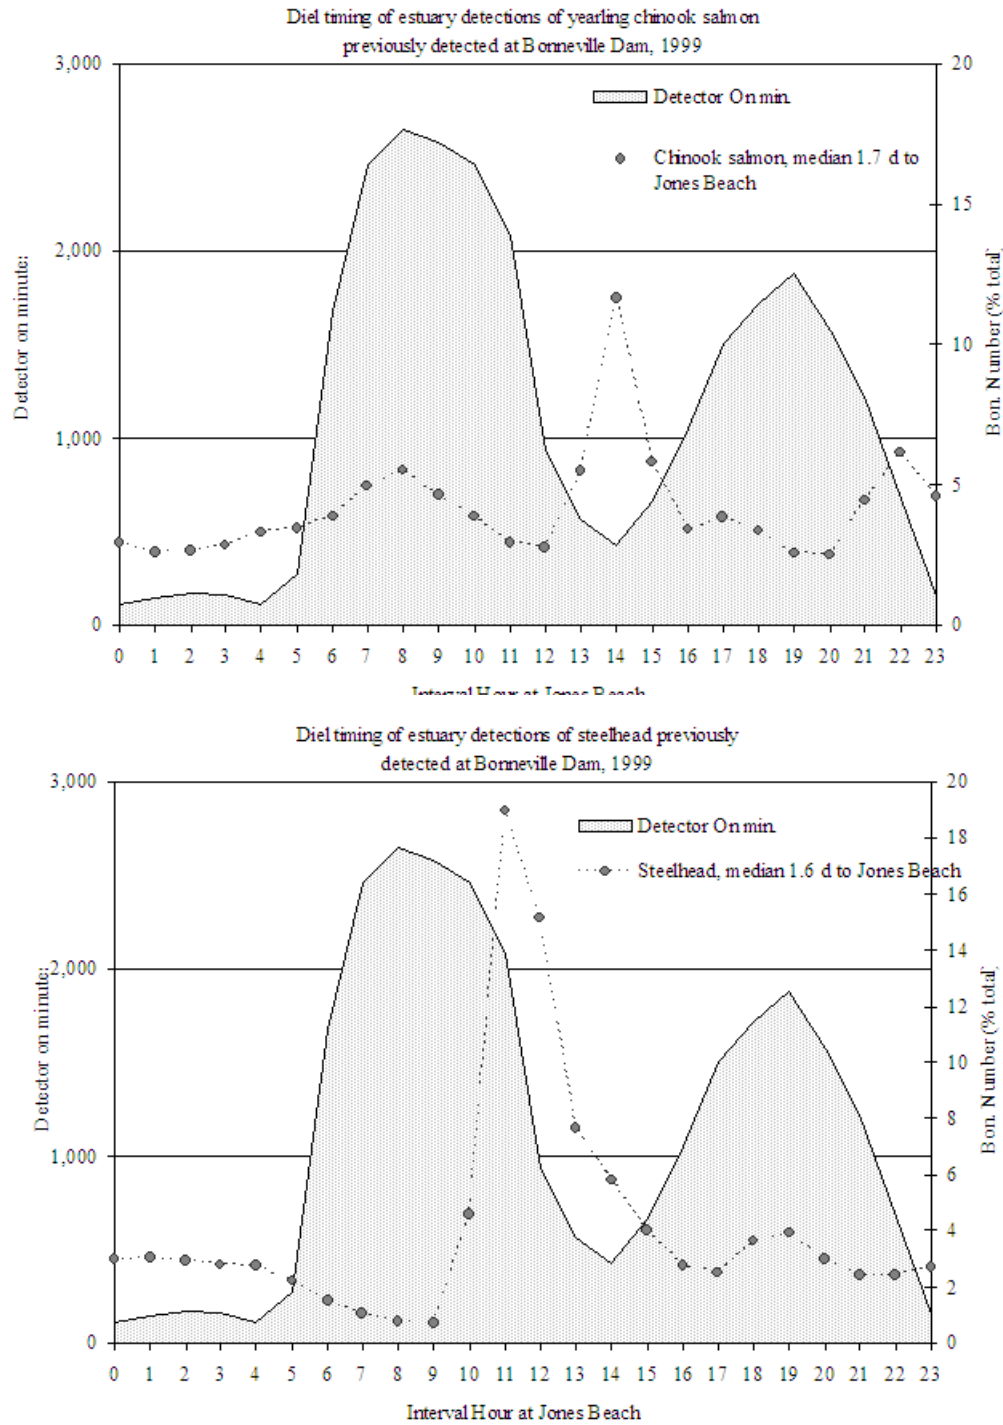 Diel timing of estuary detections of yearling chinook salmon
previously detected at Bonneville Dam, 1999
3,000
2,000
1,000
0
20
15
10
5
0
Detector On min.
Chinook salmon, median 1.7 d to
Jones Beach
Detector on minute:
Bon. Number (% total)
0 1 2 3 4 5 6 7 8 9 10 11 12 13 14 15 16 17 18 19 20 21 22 23
Interval Hour at Jones Beach
Diel timing of estuary detections of steelhead previously
detected at Bonneville Dam, 1999
3,000
2,000
1,000
0
20
18
16
14
12
10
8
6
4
2
0
Detector On min.
Steelhead, median 1.6 d to Jones Beach
Detector on minute:
Bon. Number (% total)
0 1 2 3 4 5 6 7 8 9 10 11 12 13 14 15 16 17 18 19 20 21 22 23
Interval Hour at Jones Beach